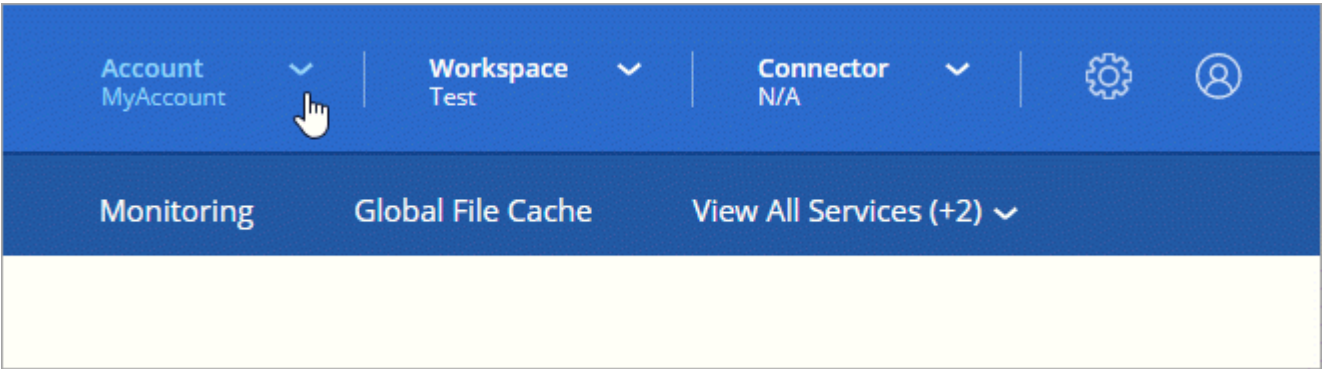 Account
MyAccount
Workspace
Test
Connector
N/A
Monitoring
Global File Cache
View All Services (+2)